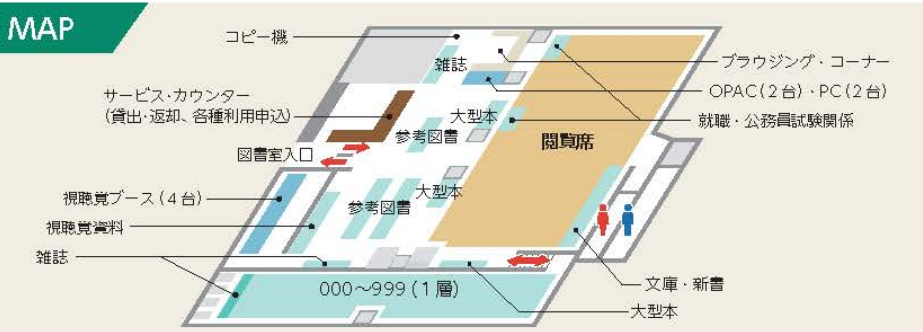 MAP
コピー機
雑誌
ブラウジング・コーナー
OPAC(2台)・PC(2台)
サービス・カウンター
(貸出・返却、各種利用申込)
大型本
就職・公務員試験関係
参考図書
閲覧席
図書室入口
視聴覚ブース(4台)
大型本
参考図書
視聴覚資料
雑誌
000〜999(1層)
文庫・新書
大型本